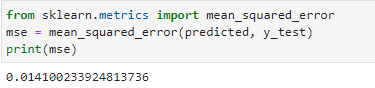 from sklearn.metrics import mean_squared_error
mse = mean_squared_error(predicted, y_test)
print(mse)
0.014100233924813736